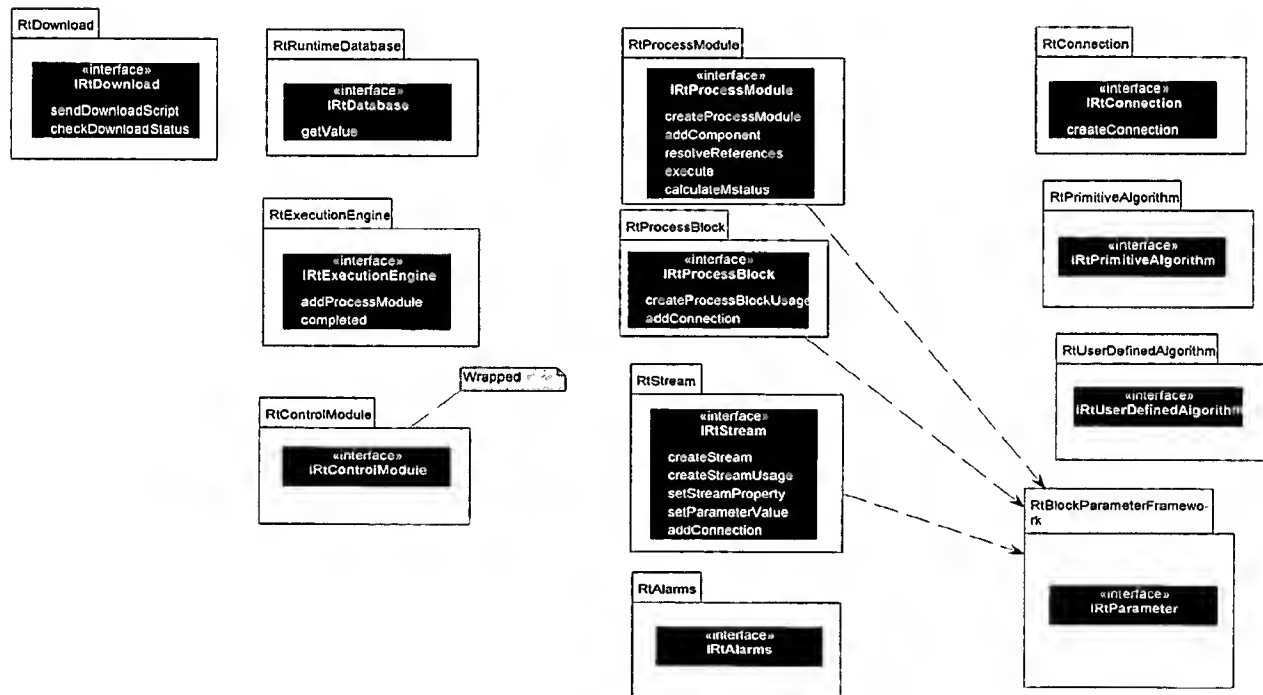 RtDownload
«interface»
IRtDownload
sendDownloadScript
checkDownloadStatus
RtRuntimeDatabase
«interface»
IRtDatabase
getValue
RtExecutionEngine
«interface»
IRtExecutionEngine
addProcessModule
completed
Wrapped
RtControlModule
«interface»
IRtControlModule
RtProcessModule
«interface»
IRtProcessModule
createProcessModule
addComponent
resolveReferences
execute
calculateMstatus
RtProcessBlock
«interface»
IRtProcessBlock
createProcessBlockUsage
addConnection
RtStream
«interface»
IRtStream
createStream
createStreamUsage
setStreamProperty
setParameterValue
addConnection
RtAlarms
«interface»
IRtAlarms
RtConnection
«interface»
IRtConnection
createConnection
RtPrimitiveAlgorithm
«interface»
IRtPrimitiveAlgorithm
RtUserDefinedAlgorithm
«interface»
IRtUserDefinedAlgorithm
RtBlockParameterFramewo-
rk
«interface»
IRtParameter